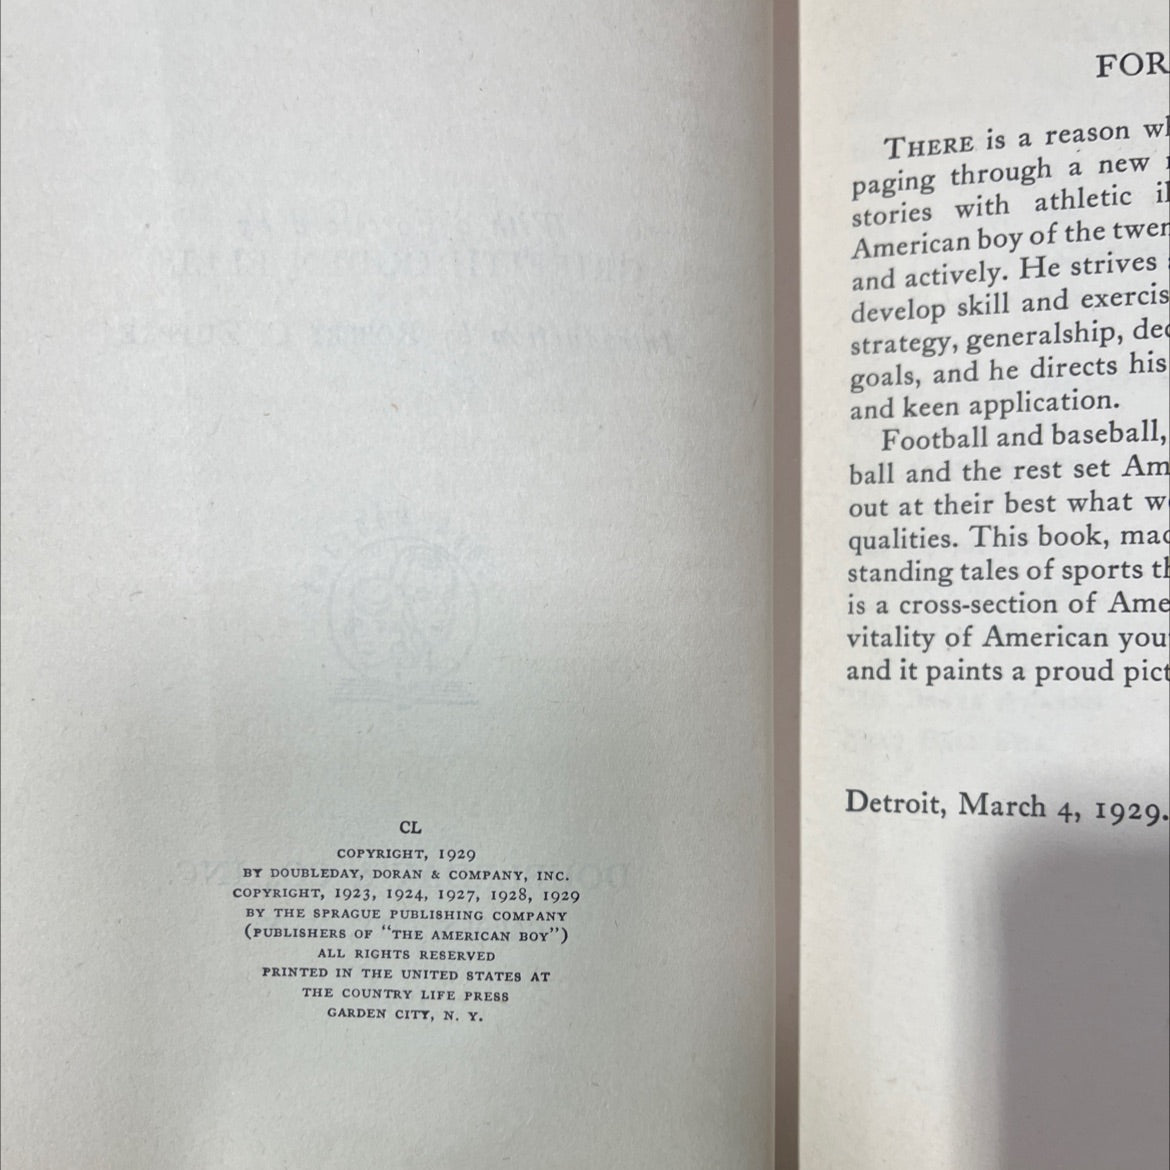 CL
COPYRIGHT, 1929
BY DOUBLEDAY, DORAN & COMPANY, INC.
COPYRIGHT, 1923, 1924, 1927, 1928, 1929
BY THE SPRAGUE PUBLISHING COMPANY
(PUBLISHERS OF "THE AMERICAN BOY")
ALL RIGHTS RESERVED
PRINTED IN THE UNITED STATES AT
THE COUNTRY LIFE PRESS
GARDEN CITY, N. Y.
FOR
THERE is a reason
paging through a new
stories with athletic
American boy of the
and actively. He strives
develop skill and
strategy, generalship,
goals, and he directs his
and keen application.
Football and baseball,
ball and the rest set
out at their best what
qualities. This book,
standing tales of sports
is a cross-section of
vitality of American
and it paints a proud
Detroit, March 4, 1929.